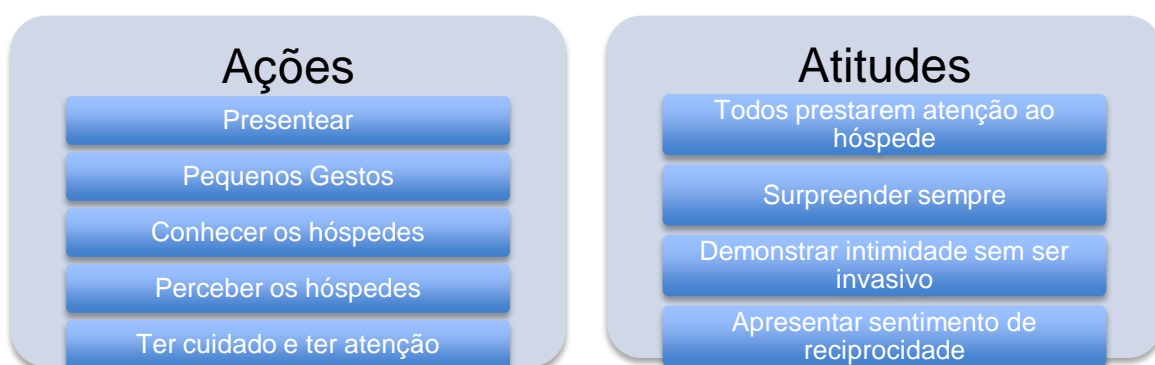 Ações
Presentear
Pequenos Gestos
Conhecer os hóspedes
Perceber os hóspedes
Ter cuidado e ter atenção
Atitudes
Todos prestarem atenção ao
hóspede
Surpreender sempre
Demonstrar intimidade sem ser
invasivo
Apresentar sentimento de
reciprocidade